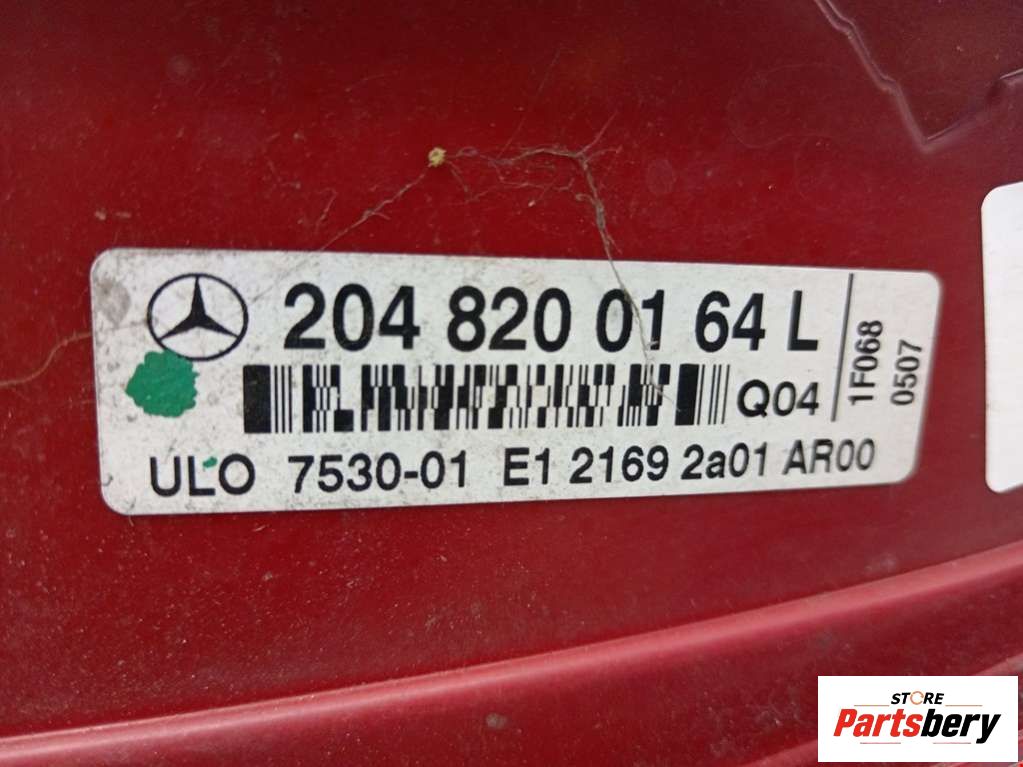 204 820 01 64 L
Q04
1F068
0507
ULO 7530-01 E1 2169 2a01 AR00
STORE
Partsbery